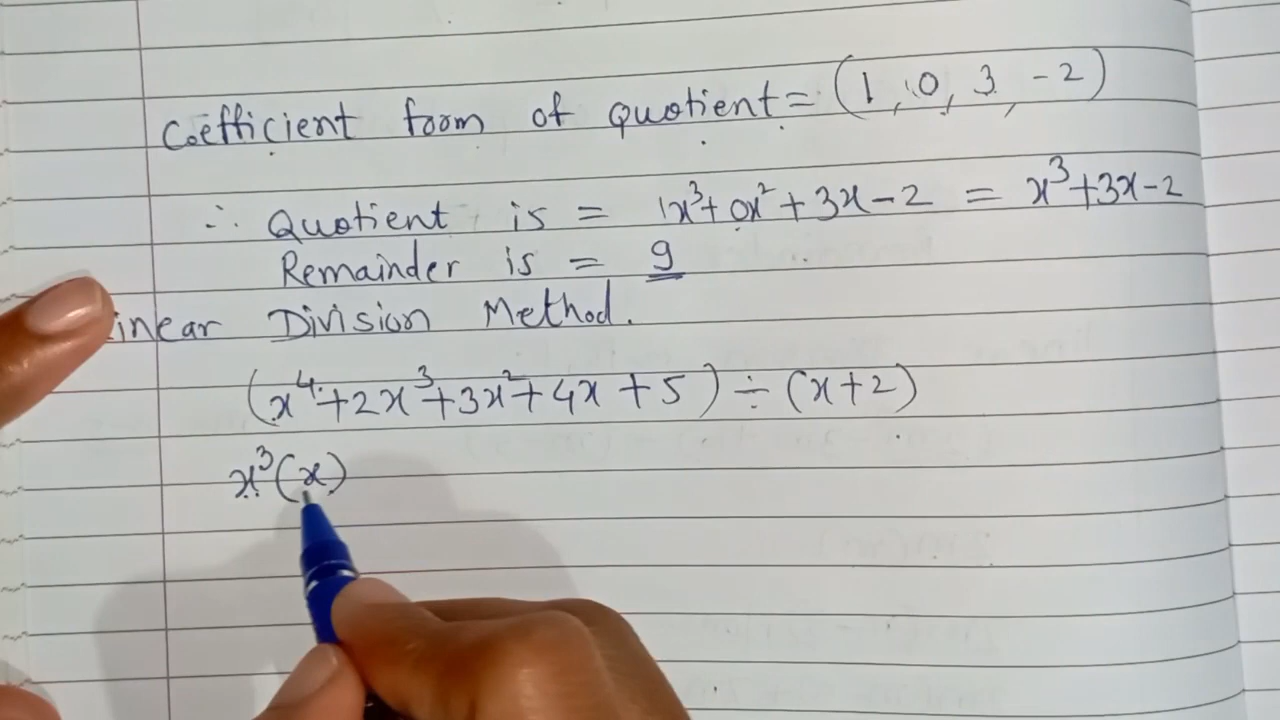 Coefficient form of Quotient = (1, 0, 3, -2)
∴ Quotient is = 1x³+0x²+3x-2 = x³+3x-2
Remainder is = 9
inear Division Method.
(x⁴+2x³+3x²+4x+5) ÷ (x+2)
x³(x)